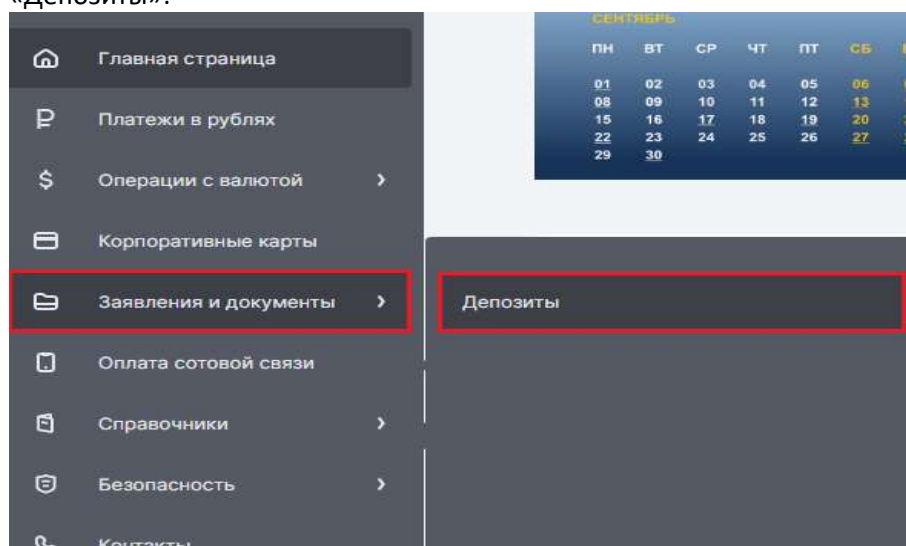 «Депозиты».
СЕНТЯБРЬ
ПН ВТ СР ЧТ ПТ СБ
01 02 03 04 05 06
08 09 10 11 12 13
15 16 17 18 19 20
22 23 24 25 26 27
29 30
Главная страница
Платежи в рублях
Операции с валютой
Корпоративные карты
Заявления и документы
Депозиты
Оплата сотовой связи
Справочники
Безопасность
Контакты